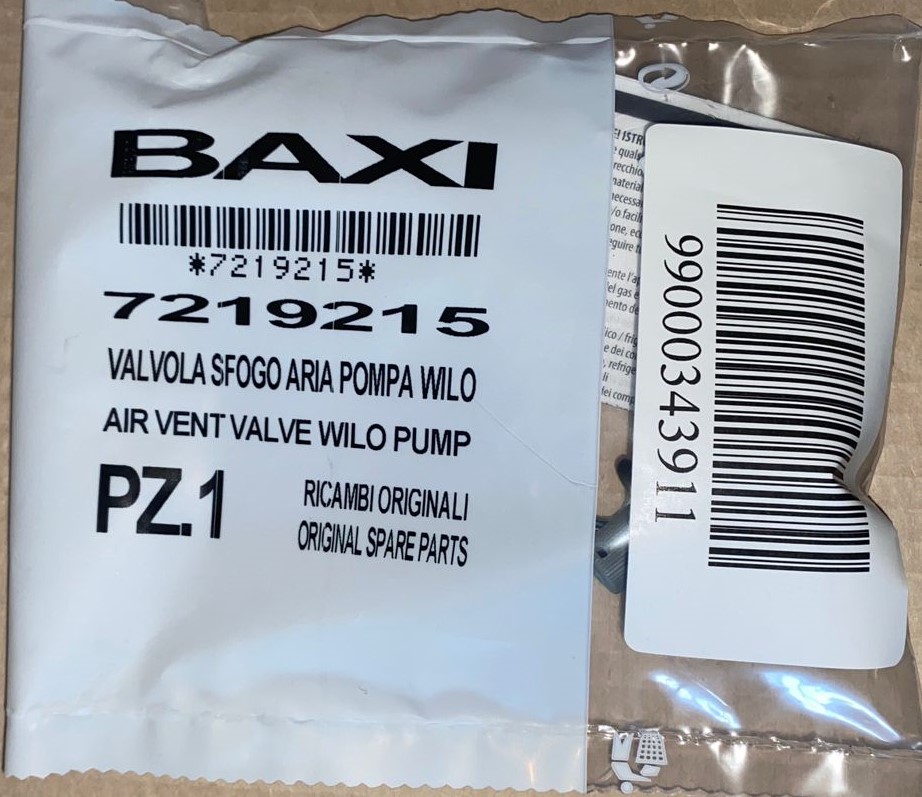 BAXI
*7219215*
7219215
VALVOLA SFOGO ARIA POMPA WILO
AIR VENT VALVE WILO PUMP
PZ.1
RICAMBI ORIGINALI
ORIGINAL SPARE PARTS
9900343911